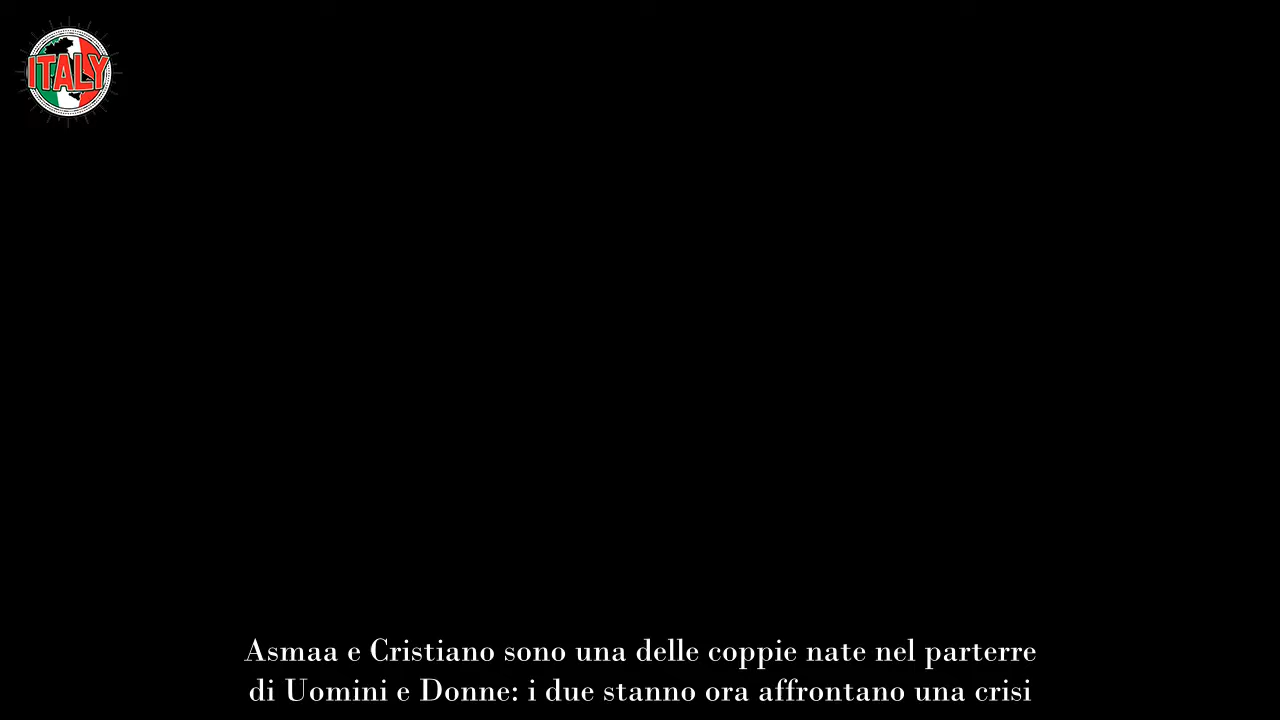 ITALY
Asmaa e Cristiano sono una delle coppie nate nel parterre
di Uomini e Donne: i due stanno ora affrontano una crisi